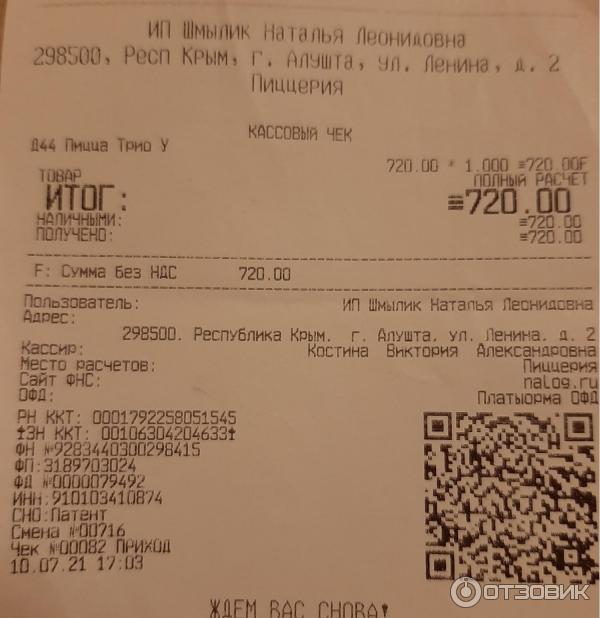 ИП Шмылик Наталья Леонидовна
298500, Респ Крым, г. Алушта, ул. Ленина, д. 2
Пиццерия
КАССОВЫЙ ЧЕК
Д44 Пицца Трио У
720.00 * 1.000 ≡720.00F
ТОВАР ПОЛНЫЙ РАСЧЕТ
ИТОГ: ≡720.00
НАЛИЧНЫМИ: ≡720.00
ПОЛУЧЕНО: ≡720.00
F: Сумма без НДС 720.00
Пользователь: ИП Шмылик Наталья Леонидовна
Адрес:
298500. Республика Крым. г. Алушта. ул. Ленина. д. 2
Кассир: Костина Виктория Александровна
Место расчетов: Пиццерия
Сайт ФНС: nalog.ru
ОФД: Платыорма ОФД
РН ККТ: 0001792258051545
‡ЗН ККТ: 00106304204633‡
ФН №9283440300298415
ФП:3189703024
ФД №0000079492
ИНН:910103410874
СНО:Патент
Смена №00716
Чек №00082 ПРИХОД
10.07.21 17:03
ЖДЕМ ВАС СНОВА!
ОТЗОВИК